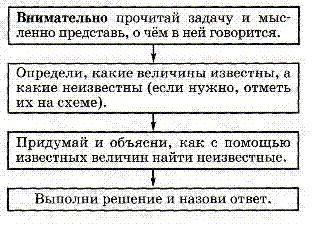 Внимательно прочитай задачу и мыс-
ленно представь, о чём в ней говорится.
Определи, какие величины известны, а
какие неизвестны (если нужно, отметь
их на схеме).
Придумай и объясни, как с помощью
известных величин найти неизвестные.
Выполни решение и назови ответ.